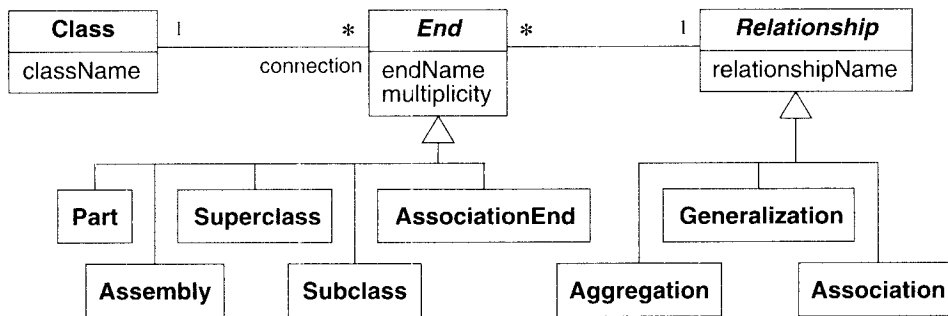 Class
className
1
*
connection
End
endName
multiplicity
*
1
Relationship
relationshipName
Part
Superclass
AssociationEnd
Assembly
Subclass
Generalization
Aggregation
Association